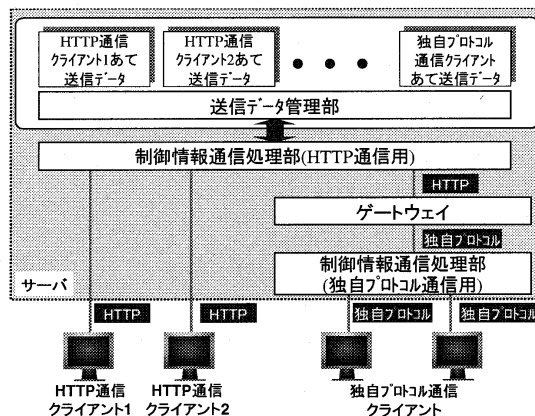 HTTP通信
クライアント1あて
送信データ
HTTP通信
クライアント2あて
送信データ
● ● ●
独自プロトコル
通信クライアント
あて送信データ
送信データ管理部
制御情報通信処理部(HTTP通信用)
HTTP
ゲートウェイ
独自プロトコル
制御情報通信処理部
(独自プロトコル通信用)
サーバ
HTTP
HTTP
独自プロトコル
独自プロトコル
HTTP通信
クライアント1
HTTP通信
クライアント2
独自プロトコル通信
クライアント